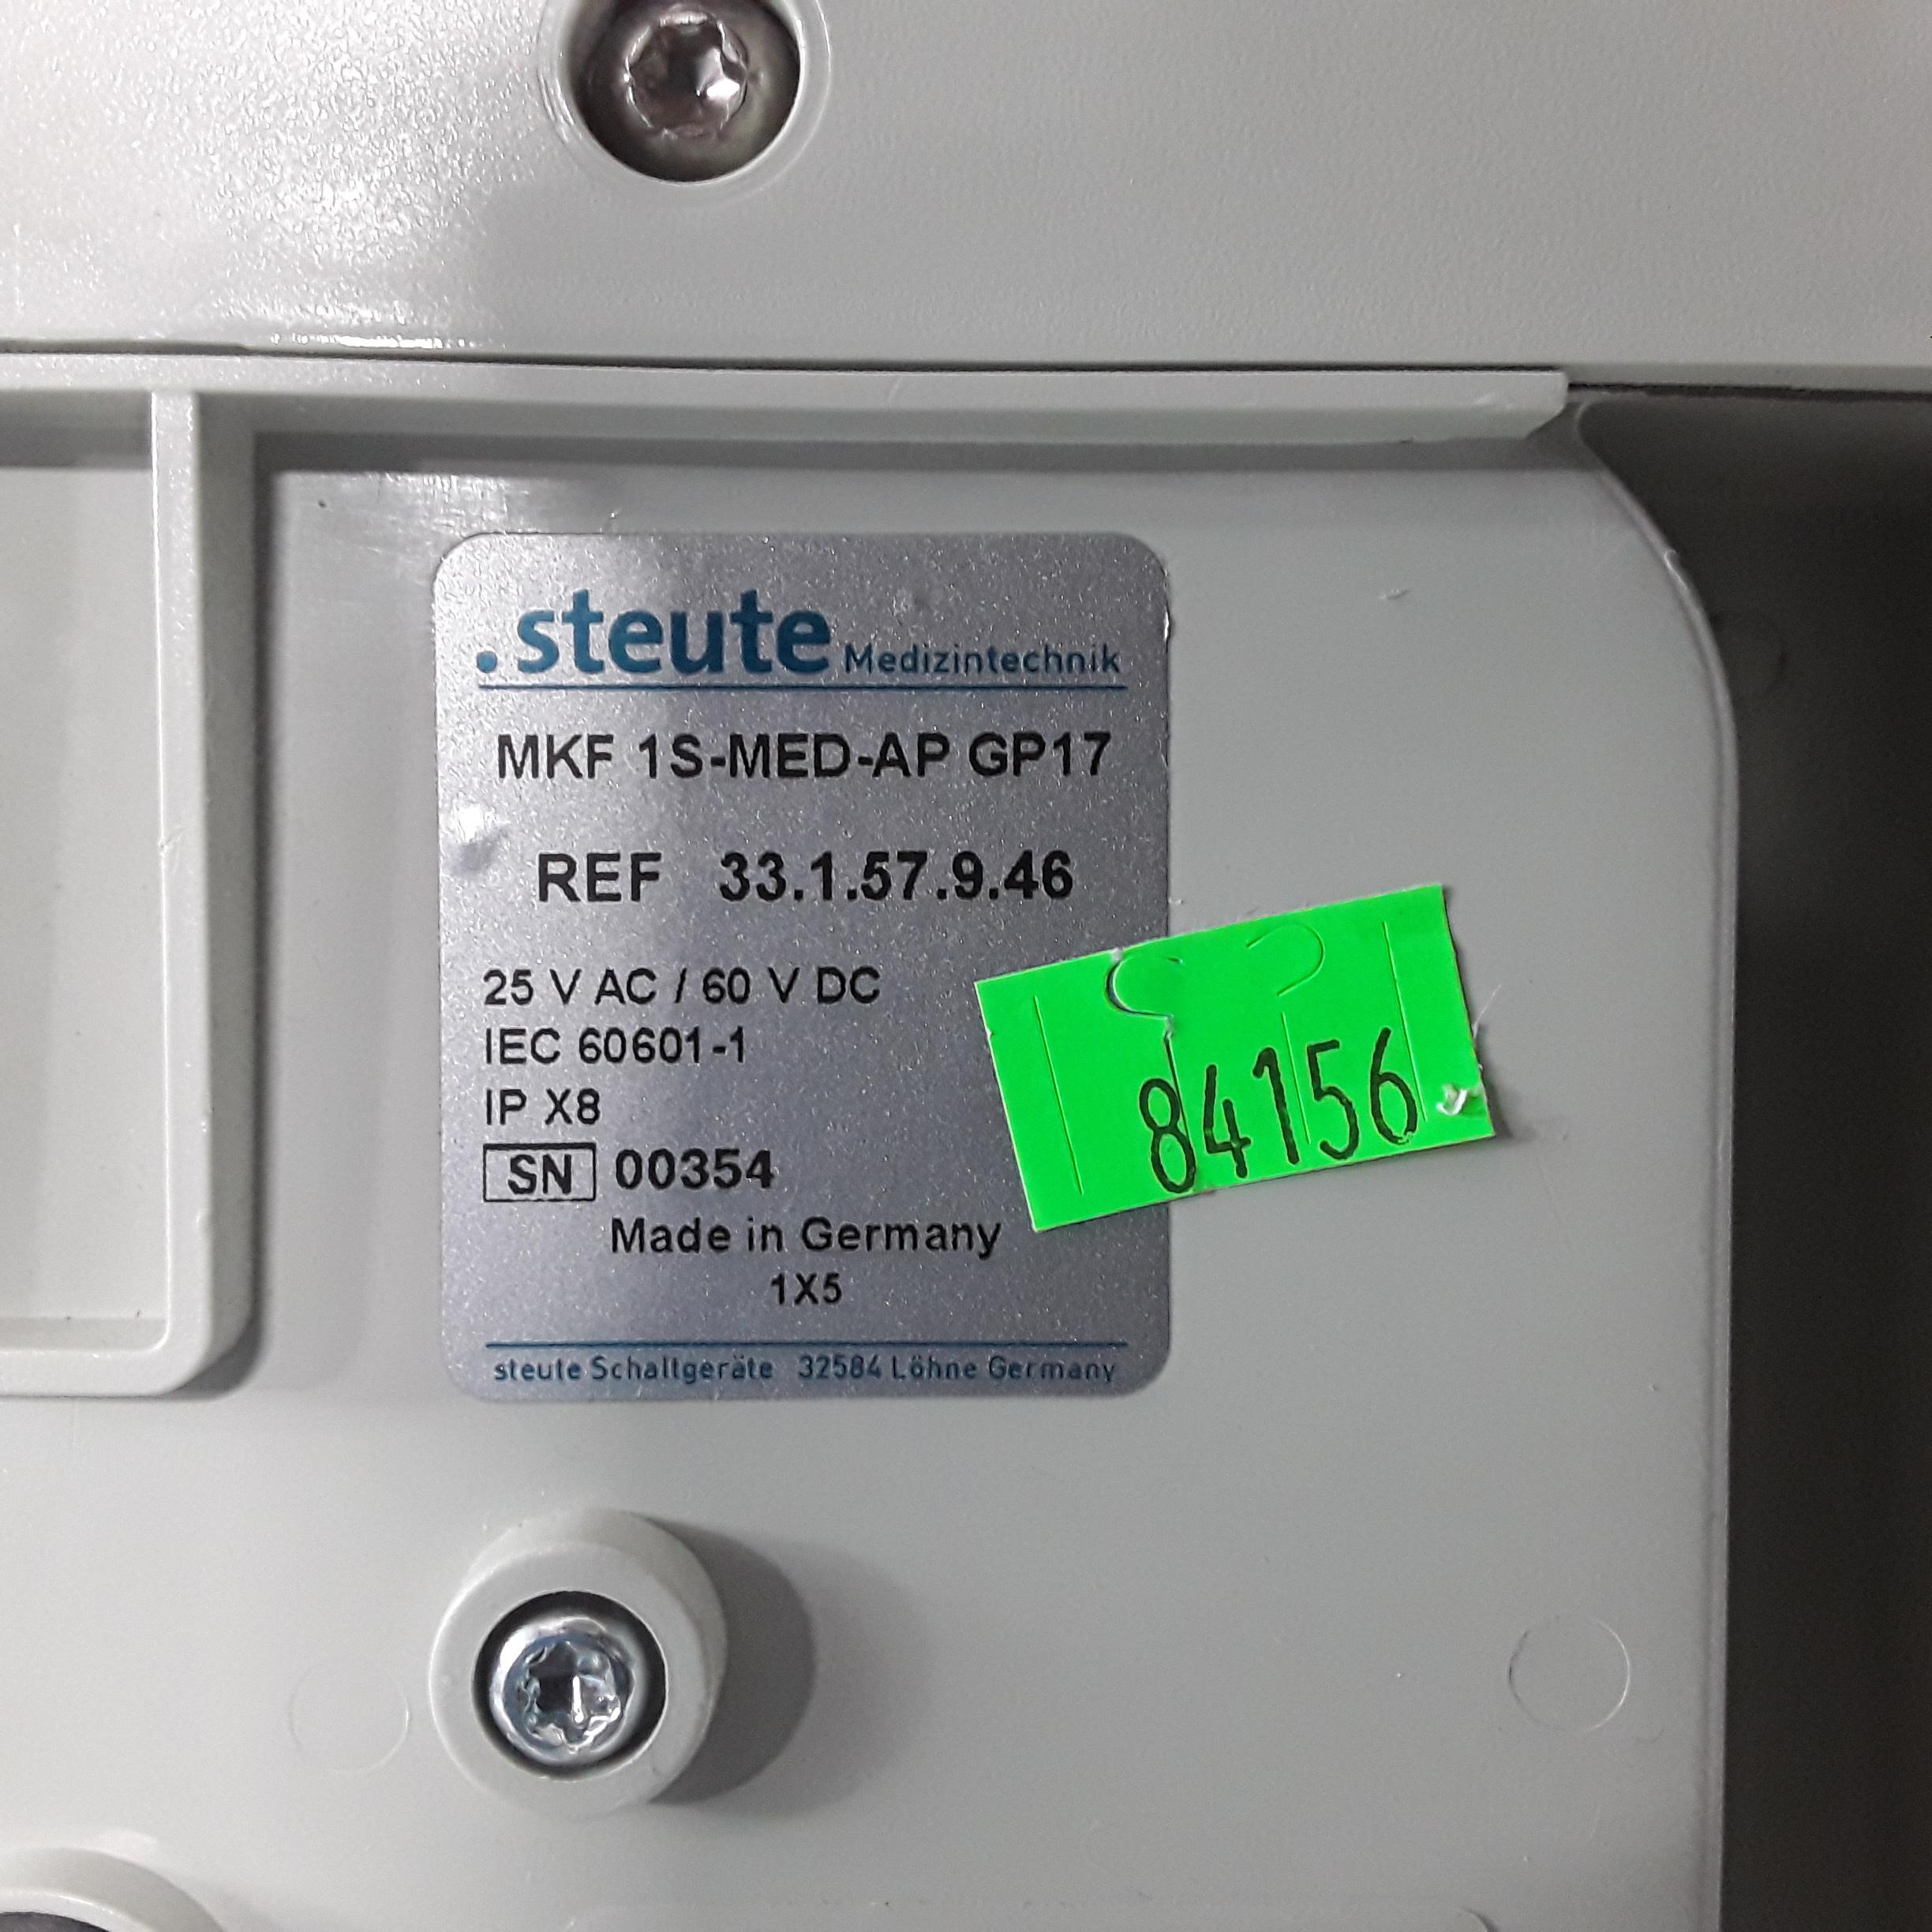 .steute Medizintechnik
MKF 1S-MED-AP GP17
REF 33.1.57.9.46
25 V AC / 60 V DC
IEC 60601-1
IP X8
SN 00354
Made in Germany
1X5
steute Schaltgeräte 32584 Löhne Germany
84156